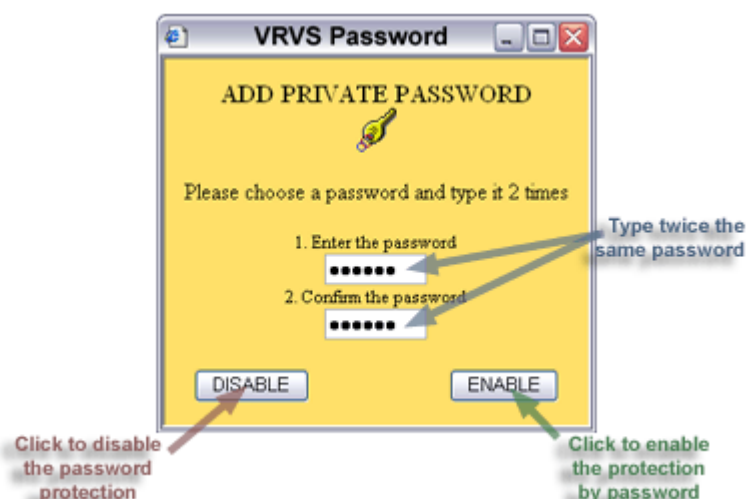 VRVS Password
ADD PRIVATE PASSWORD
Please choose a password and type it 2 times
1. Enter the password
••••••
2. Confirm the password
••••••
Type twice the
same password
DISABLE
ENABLE
Click to disable
the password
protection
Click to enable
the protection
by password